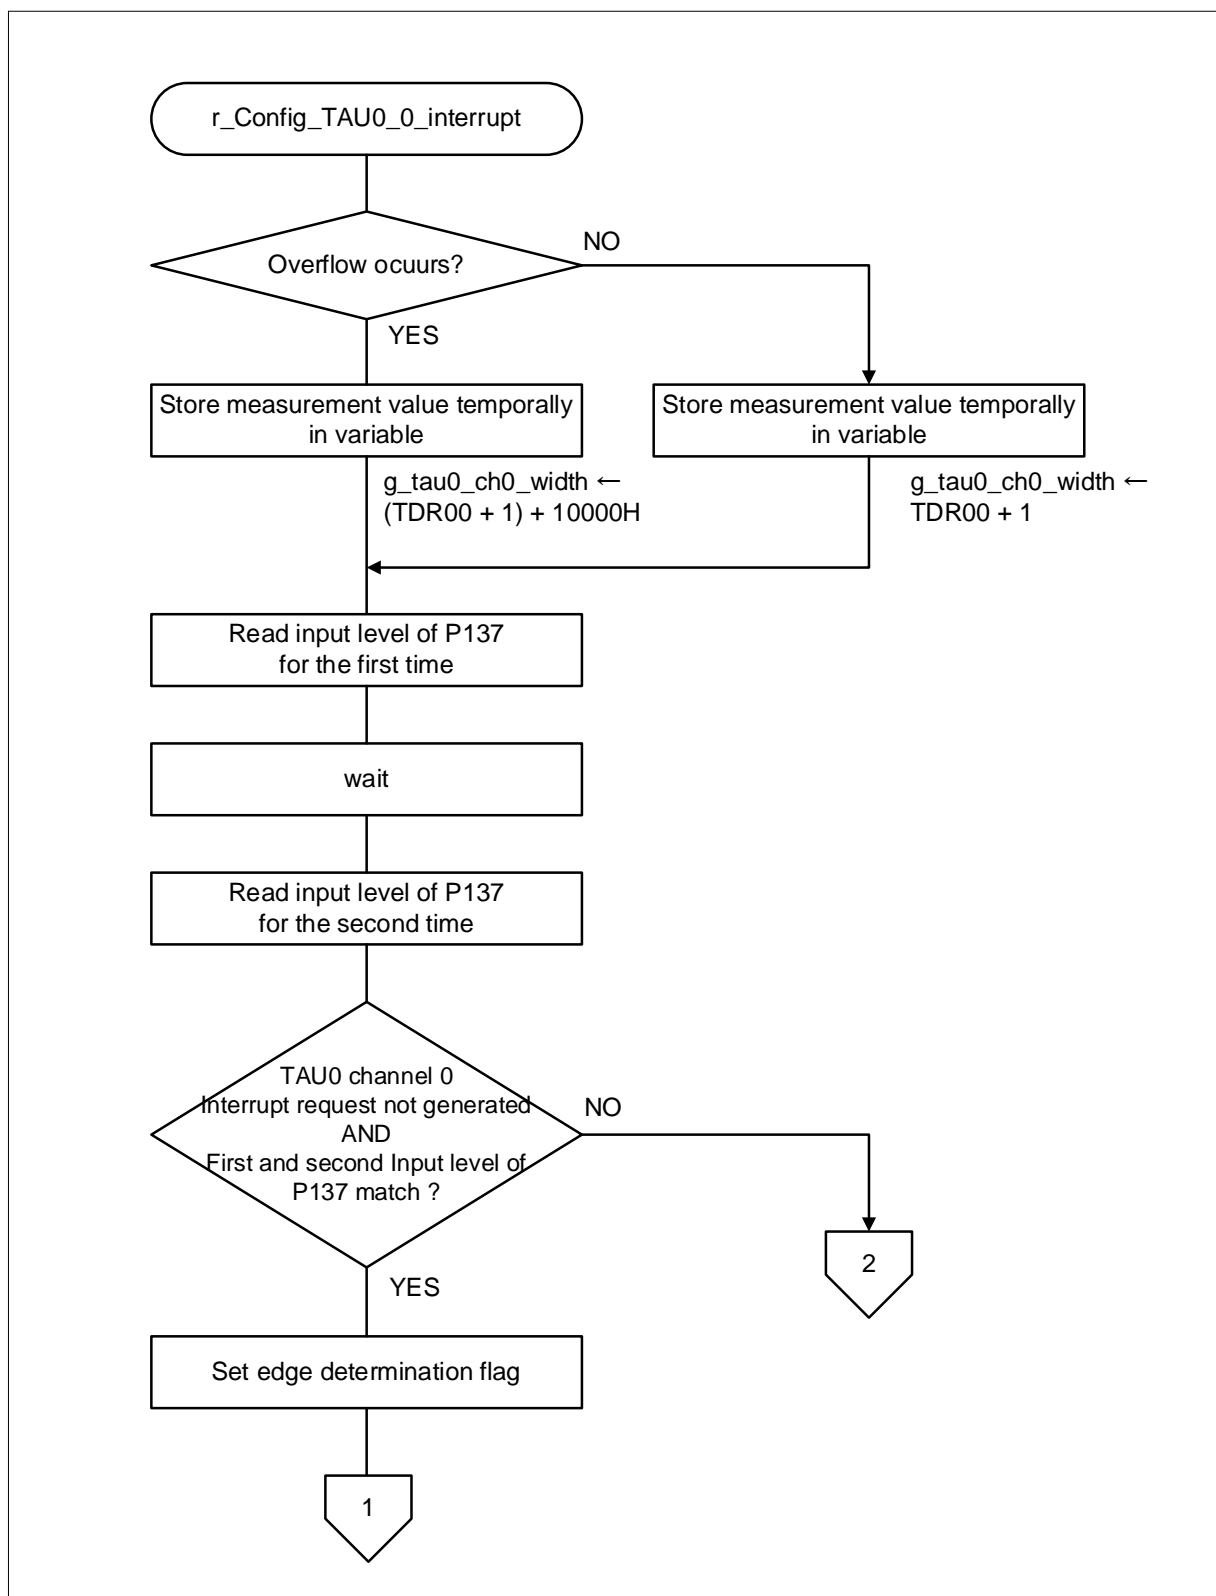 r_Config_TAU0_0_interrupt
Overflow ocuurs?
NO
YES
Store measurement value temporally
in variable
Store measurement value temporally
in variable
g_tau0_ch0_width ←
(TDR00 + 1) + 10000H
g_tau0_ch0_width ←
TDR00 + 1
Read input level of P137
for the first time
wait
Read input level of P137
for the second time
TAU0 channel 0
Interrupt request not generated
AND
First and second Input level of
P137 match ?
NO
2
YES
Set edge determination flag
1